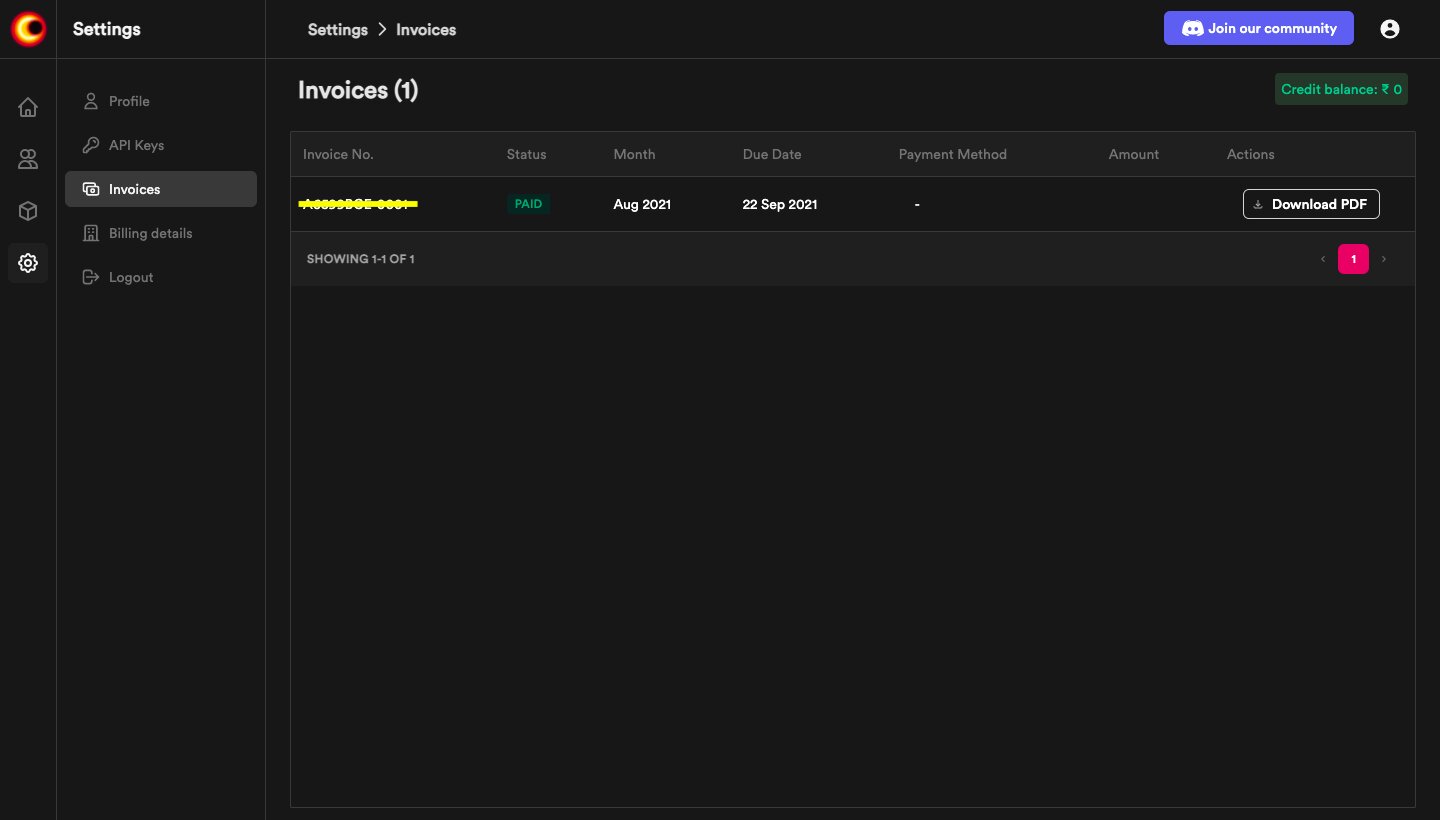 Settings
Settings > Invoices
Join our community
Profile
API Keys
Invoices
Billing details
Logout
Invoices (1)
Credit balance: ₹ 0
Invoice No. Status Month Due Date Payment Method Amount Actions
PAID Aug 2021 22 Sep 2021 - Download PDF
SHOWING 1-1 OF 1
‹ 1 ›